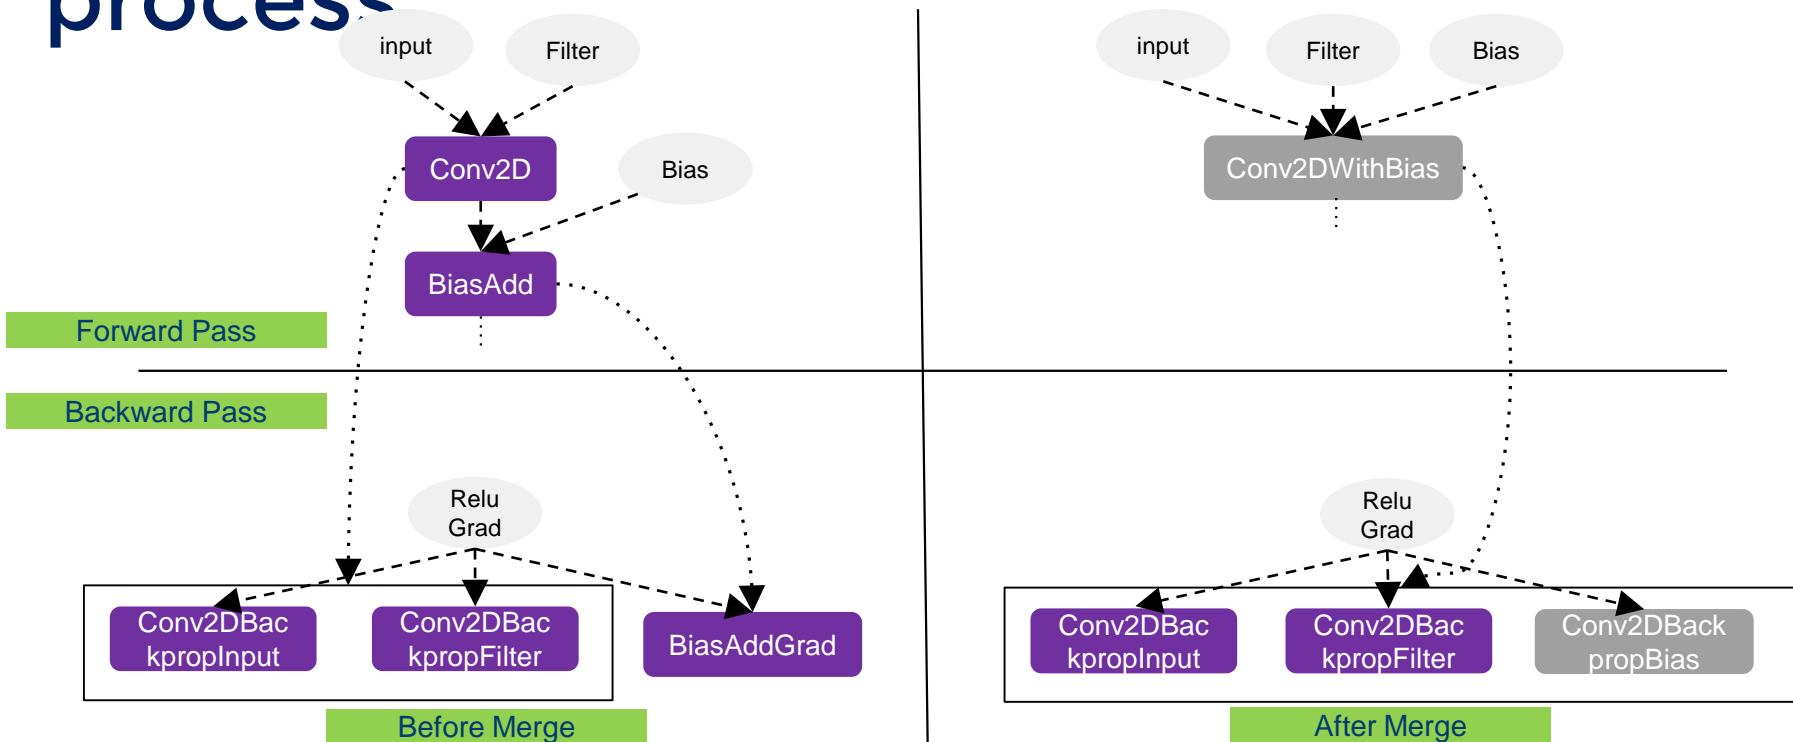 process
input
Filter
Conv2D
Bias
BiasAdd
Forward Pass
Backward Pass
Relu
Grad
Conv2DBac
kpropInput
Conv2DBac
kpropFilter
BiasAddGrad
Before Merge
input
Filter
Bias
Conv2DWithBias
Relu
Grad
Conv2DBac
kpropInput
Conv2DBac
kpropFilter
Conv2DBack
propBias
After Merge